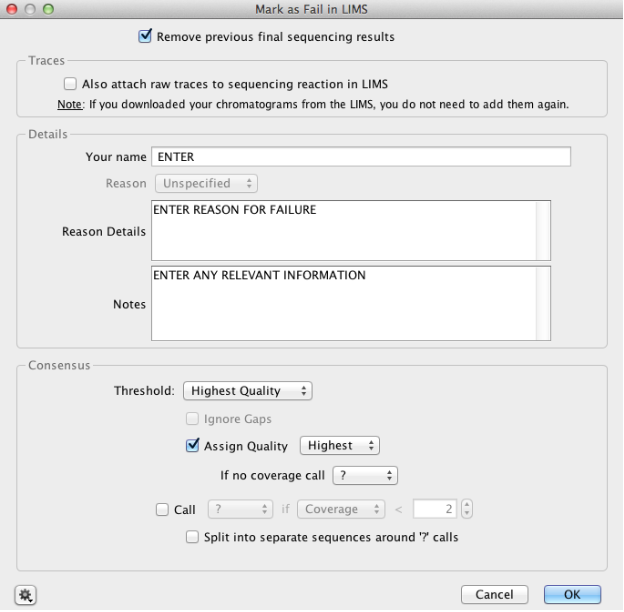 Mark as Fail in LIMS
Remove previous final sequencing results
Traces
Also attach raw traces to sequencing reaction in LIMS
Note: If you downloaded your chromatograms from the LIMS, you do not need to add them again.
Details
Your name ENTER
Reason Unspecified
Reason Details ENTER REASON FOR FAILURE
Notes ENTER ANY RELEVANT INFORMATION
Consensus
Threshold: Highest Quality
Ignore Gaps
Assign Quality Highest
If no coverage call ?
Call ? if Coverage < 2
Split into separate sequences around '?' calls
Cancel OK